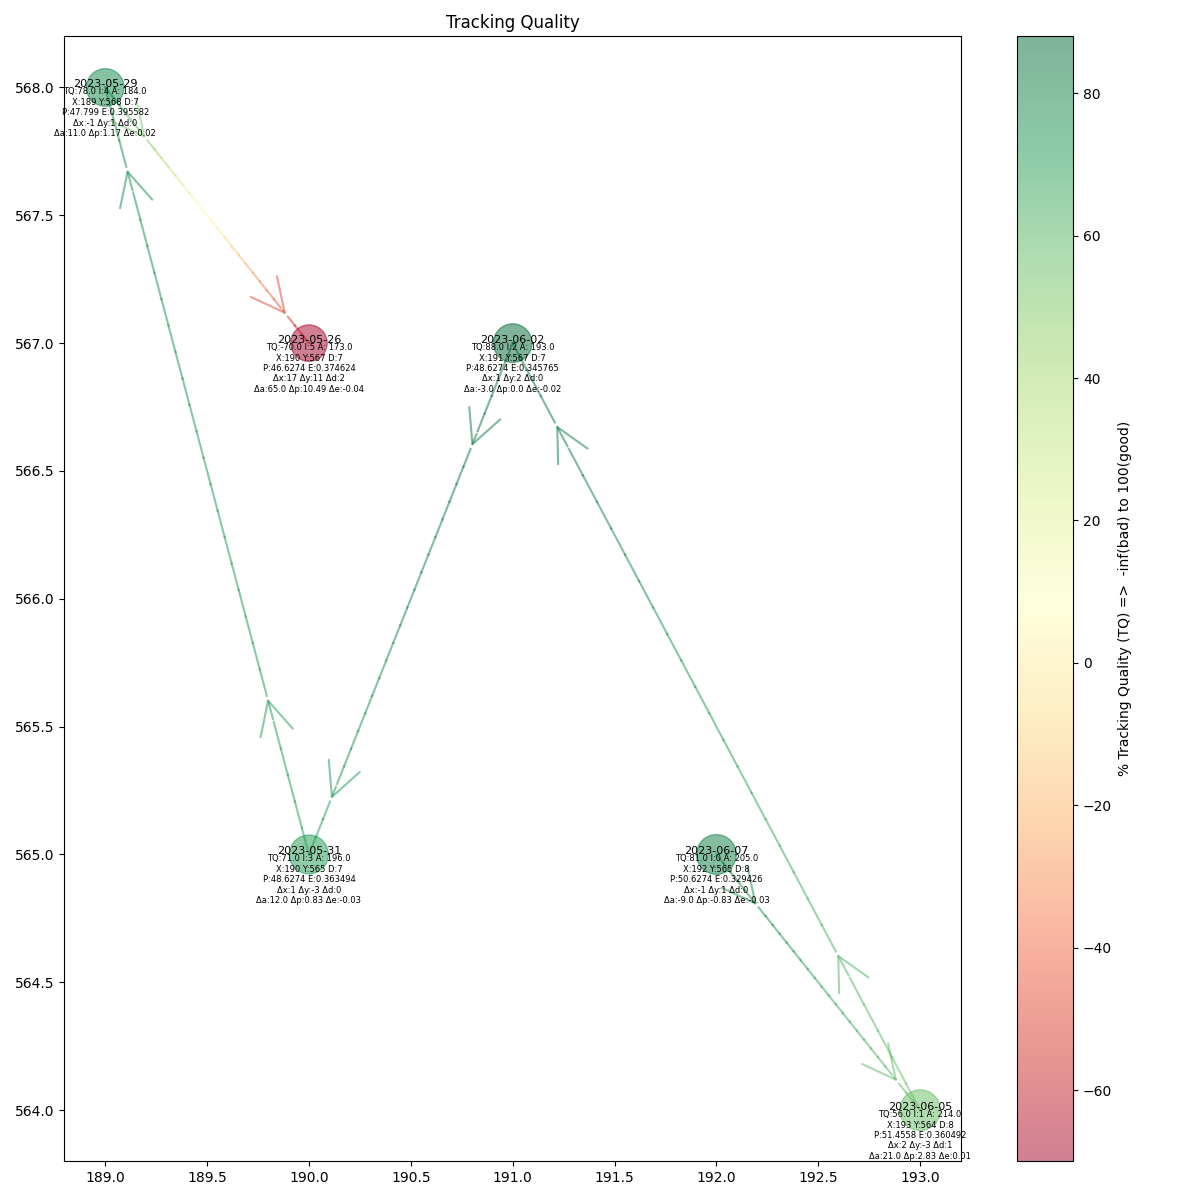 Tracking Quality
568.0
567.5
567.0
566.5
566.0
565.5
565.0
564.5
564.0
2023-05-29
TQ:78.0 I:4 A: 184.0
X:189 Y:568 D:7
P:47.799 E:0.395582
Δx:-1 Δy:1 Δd:0
Δa:11.0 Δp:1.17 Δe:0.02
2023-05-26
TQ:-70.0 I:5 A: 173.0
X:190 Y:567 D:7
P:46.6274 E:0.374624
Δx:17 Δy:11 Δd:2
Δa:65.0 Δp:10.49 Δe:-0.04
2023-06-02
TQ:88.0 I:2 A: 193.0
X:191 Y:567 D:7
P:48.6274 E:0.345765
Δx:1 Δy:2 Δd:0
Δa:-3.0 Δp:0.0 Δe:-0.02
2023-05-31
TQ:71.0 I:3 A: 196.0
X:190 Y:565 D:7
P:48.6274 E:0.363494
Δx:1 Δy:-3 Δd:0
Δa:12.0 Δp:0.83 Δe:-0.03
2023-06-07
TQ:81.0 I:0 A: 205.0
X:192 Y:565 D:8
P:50.6274 E:0.329426
Δx:-1 Δy:1 Δd:0
Δa:-9.0 Δp:-0.83 Δe:-0.03
2023-06-05
TQ:56.0 I:1 A: 214.0
X:193 Y:564 D:8
P:51.4558 E:0.360492
Δx:2 Δy:-3 Δd:1
Δa:21.0 Δp:2.83 Δe:0.01
189.0 189.5 190.0 190.5 191.0 191.5 192.0 192.5 193.0
80
60
40
20
0
−20
−40
−60
% Tracking Quality (TQ) => -inf(bad) to 100(good)